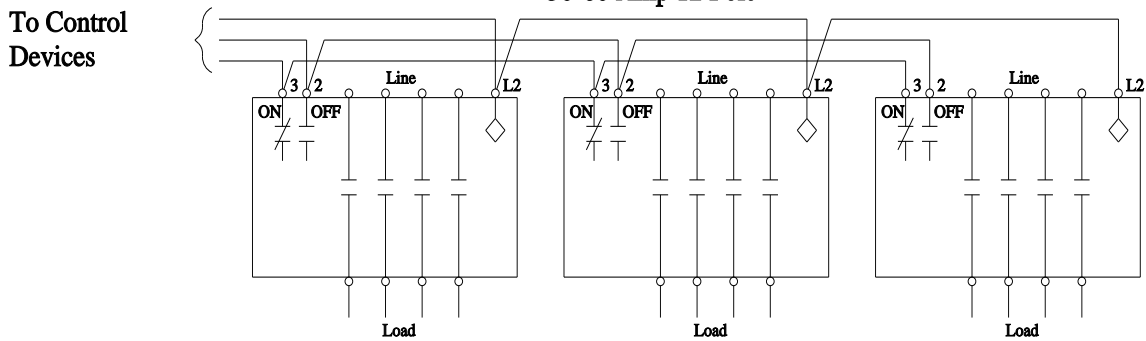 To Control
Devices
3 2 Line L2
ON OFF
Load
3 2 Line L2
ON OFF
Load
3 2 Line L2
ON OFF
Load